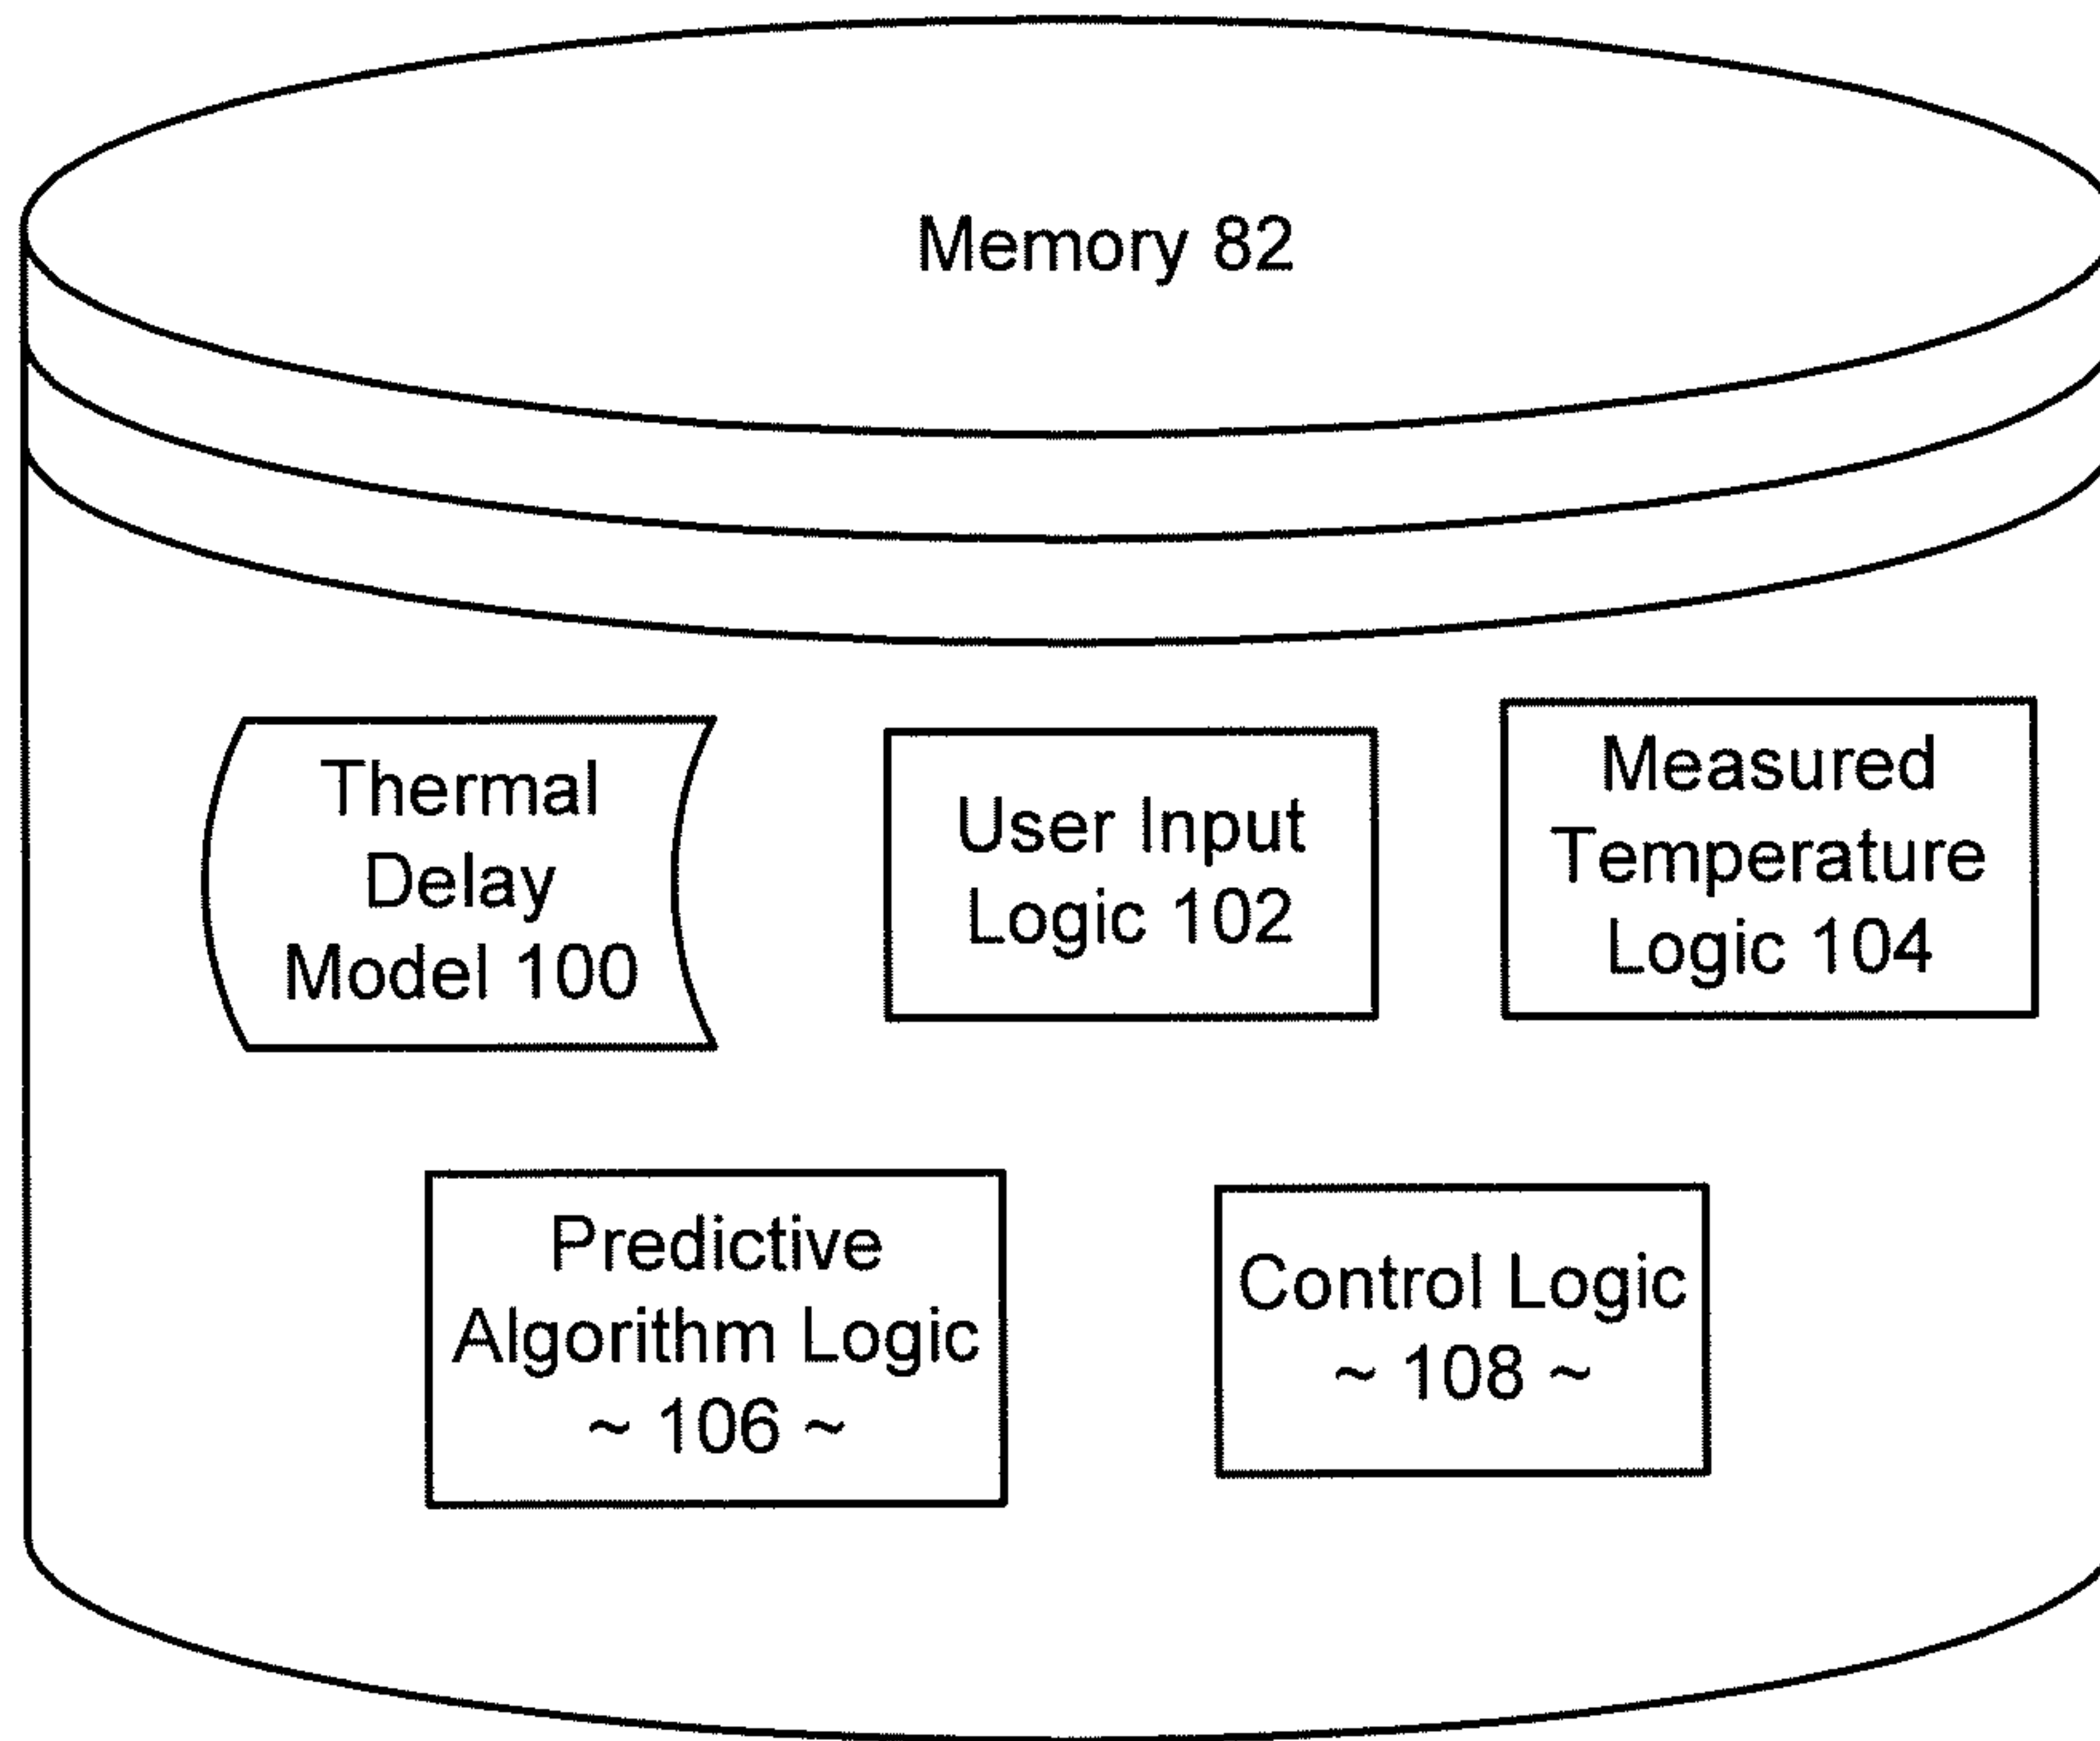 Memory 82
Thermal
Delay
Model 100
User Input
Logic 102
Measured
Temperature
Logic 104
Predictive
Algorithm Logic
~ 106 ~
Control Logic
~ 108 ~